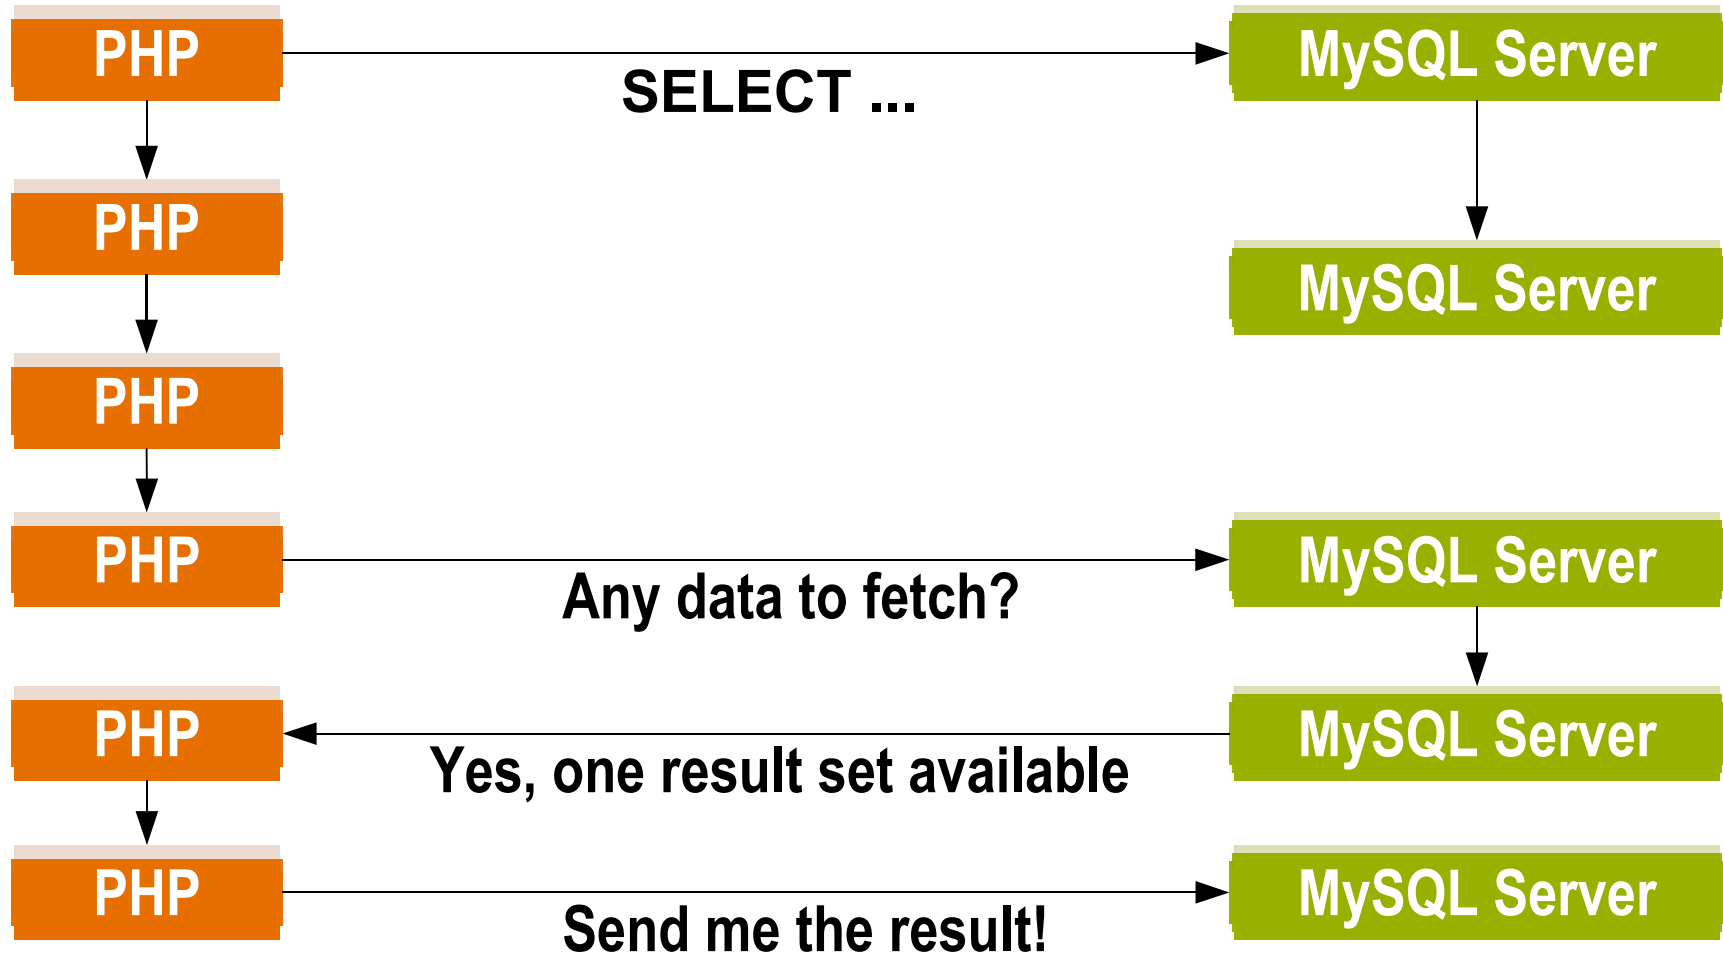 PHP
MySQL Server
SELECT ...
PHP
MySQL Server
PHP
PHP
MySQL Server
Any data to fetch?
PHP
MySQL Server
Yes, one result set available
PHP
MySQL Server
Send me the result!